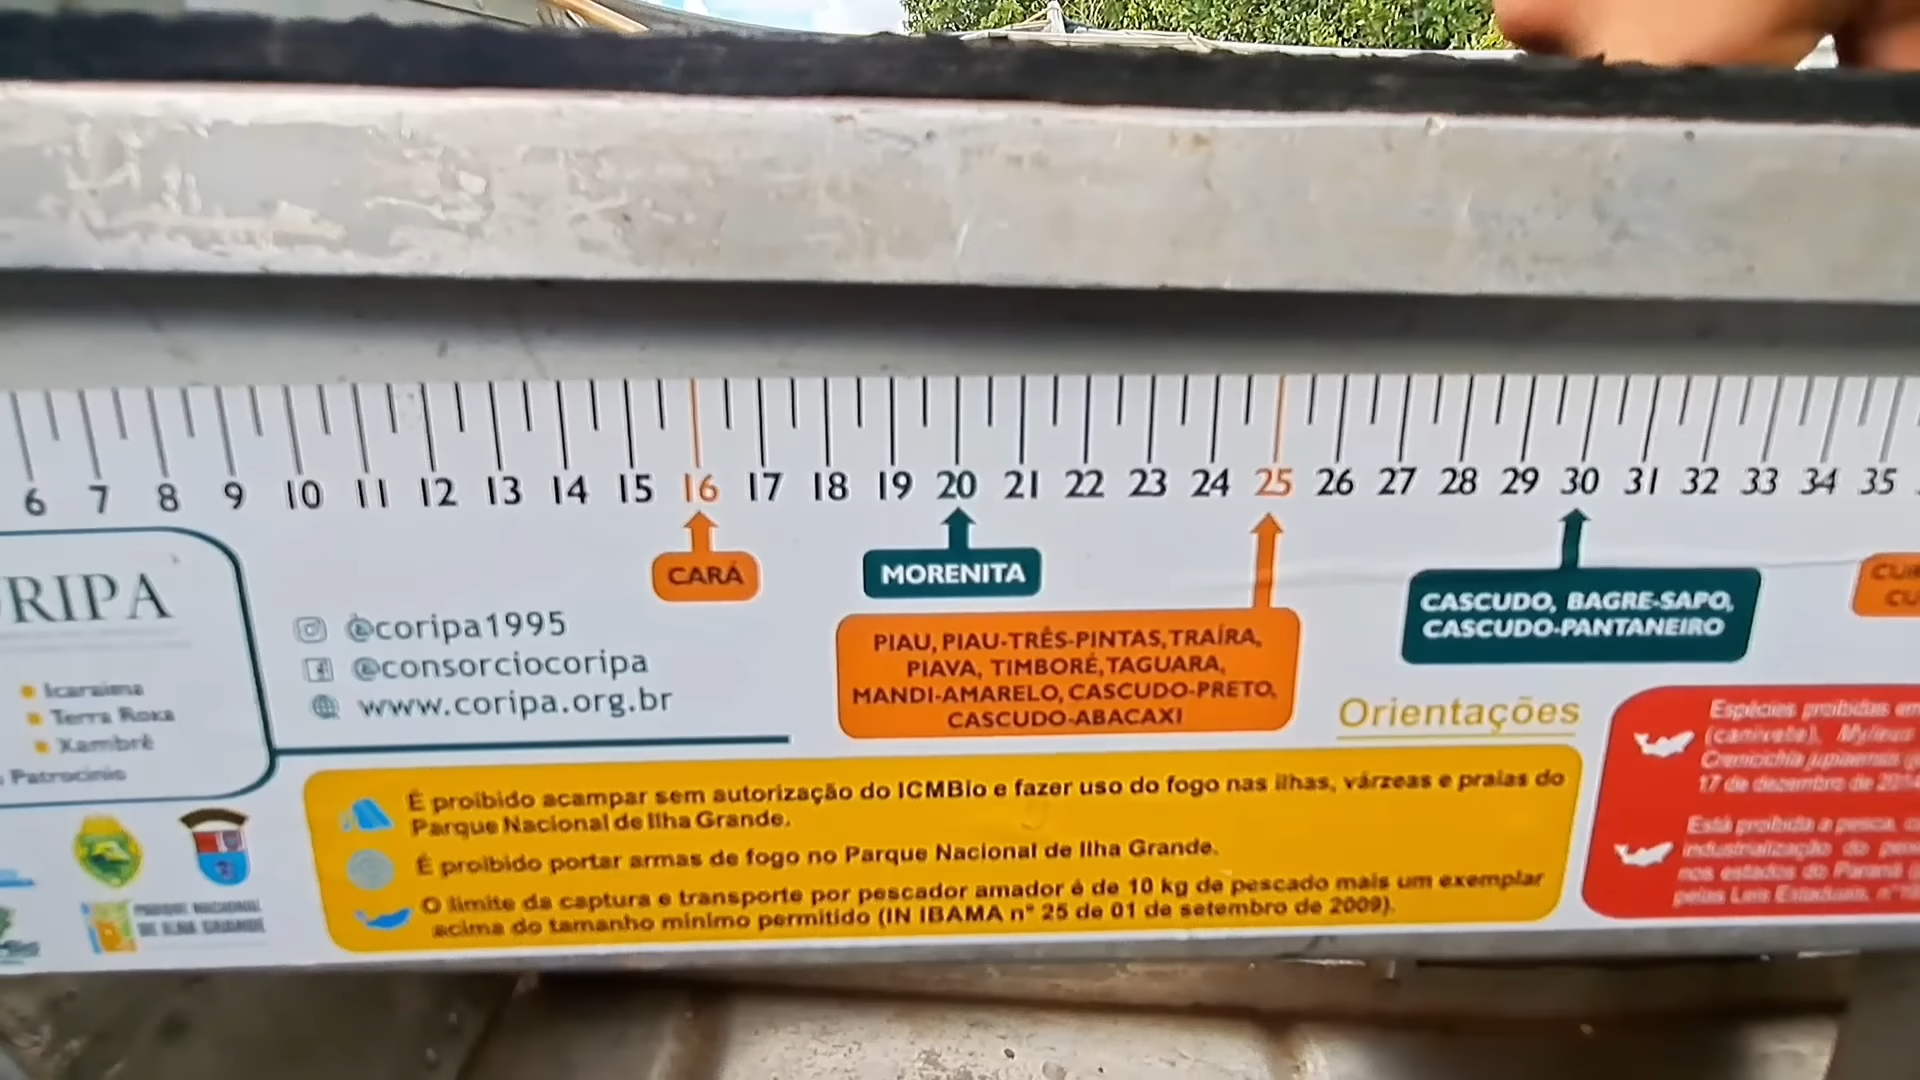 6 7 8 9 10 11 12 13 14 15 16 17 18 19 20 21 22 23 24 25 26 27 28 29 30 31 32 33 34 35
CARÁ
MORENITA
PIAU, PIAU-TRÊS-PINTAS, TRAÍRA,
PIAVA, TIMBORÉ, TAGUARA,
MANDI-AMARELO, CASCUDO-PRETO,
CASCUDO-ABACAXI
CASCUDO, BAGRE-SAPO,
CASCUDO-PANTANEIRO
RIPA
Icaraima
Terra Roxa
Xambrê
Patrocínio
@coripa1995
@consorciocoripa
www.coripa.org.br
PARQUE NACIONAL
DE ILHA GRANDE
Orientações
É proibido acampar sem autorização do ICMBio e fazer uso do fogo nas ilhas, várzeas e praias do
Parque Nacional de Ilha Grande.
É proibido portar armas de fogo no Parque Nacional de Ilha Grande.
O limite da captura e transporte por pescador amador é de 10 kg de pescado mais um exemplar
acima do tamanho mínimo permitido (IN IBAMA n° 25 de 01 de setembro de 2009).
Espécies proibidas
(canivete),
17 de dezembro de
Está proibida a pesca,
industrialização do
nos estados do Paraná
pelas Leis Estaduais, n°